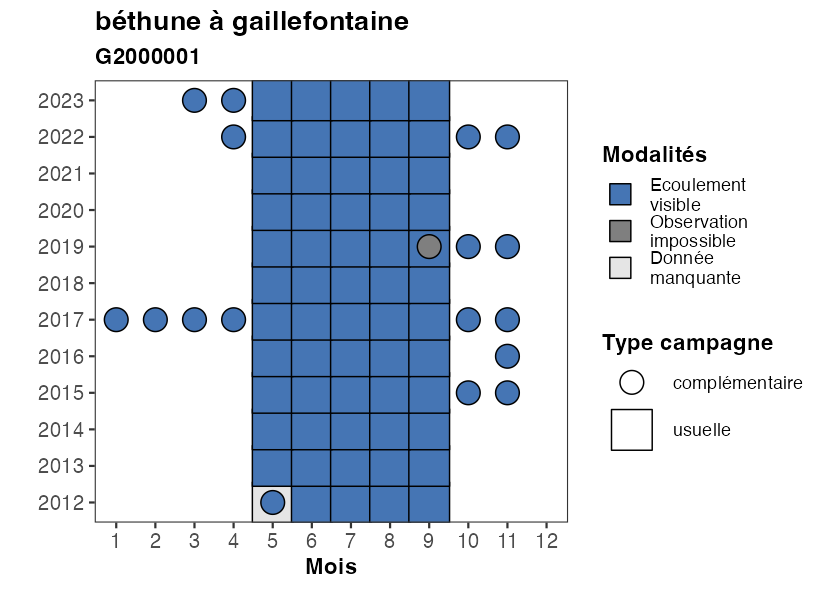 béthune à gaillefontaine
G2000001
2023
2022
2021
2020
2019
2018
2017
2016
2015
2014
2013
2012
1 2 3 4 5 6 7 8 9 10 11 12
Mois
Modalités
Ecoulement
visible
Observation
impossible
Donnée
manquante
Type campagne
complémentaire
usuelle